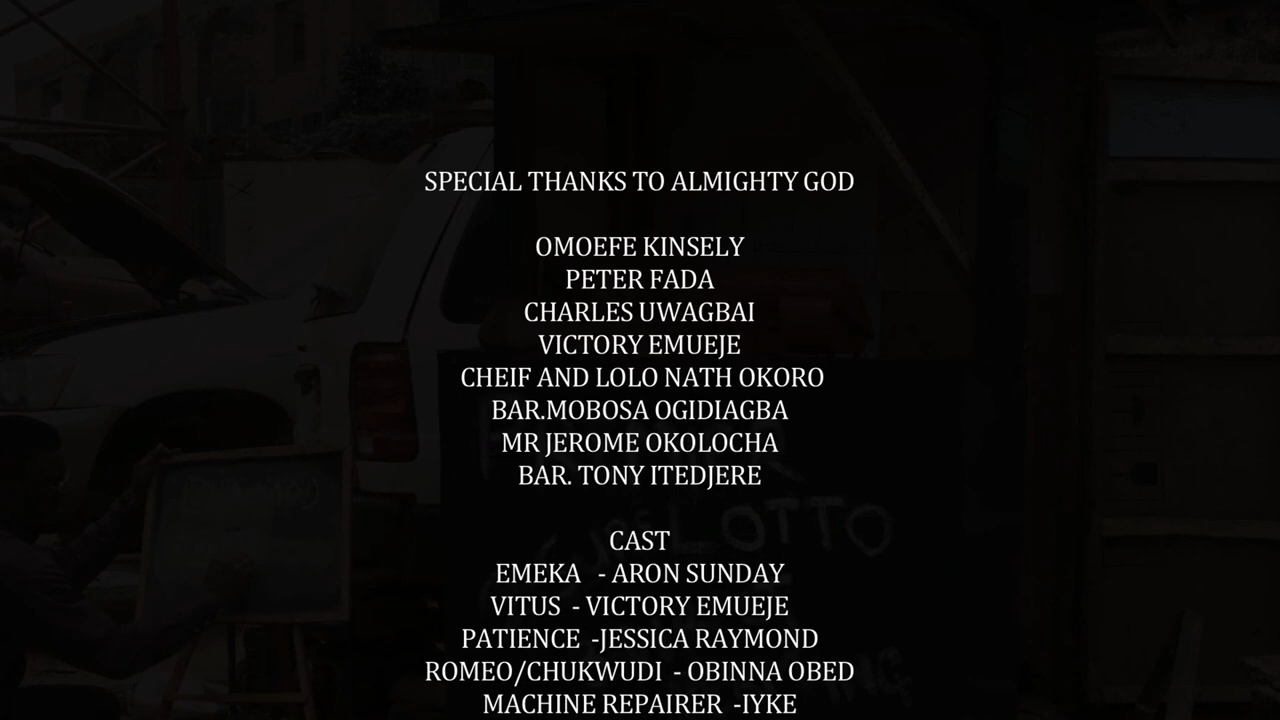 SPECIAL THANKS TO ALMIGHTY GOD
OMOEFE KINSELY
PETER FADA
CHARLES UWAGBAI
VICTORY EMUEJE
CHEIF AND LOLO NATH OKORO
BAR.MOBOSA OGIDIAGBA
MR JEROME OKOLOCHA
BAR. TONY ITEDJERE
CAST
EMEKA - ARON SUNDAY
VITUS - VICTORY EMUEJE
PATIENCE -JESSICA RAYMOND
ROMEO/CHUKWUDI - OBINNA OBED
MACHINE REPAIRER -IYKE
LOTTO